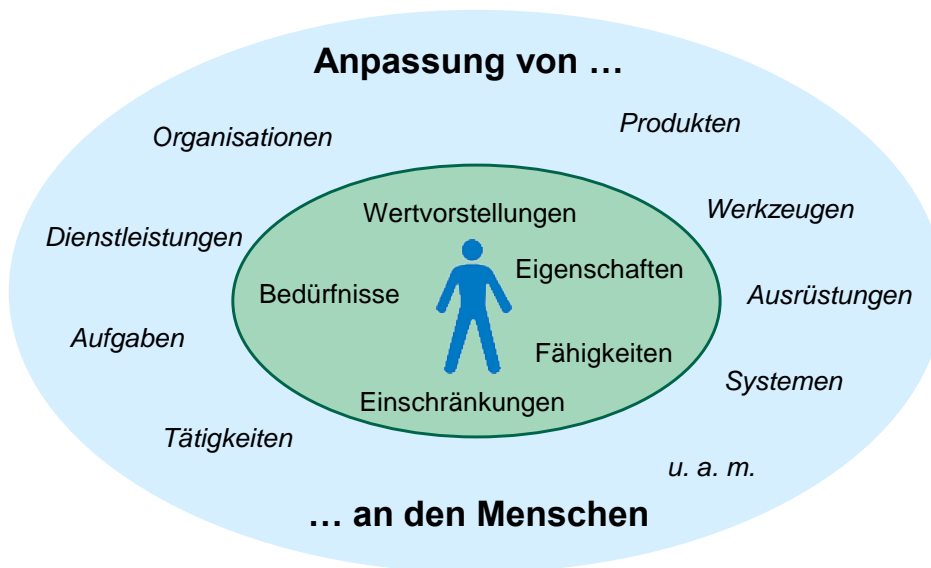 Anpassung von …
Organisationen
Produkten
Wertvorstellungen
Werkzeugen
Dienstleistungen
Eigenschaften
Bedürfnisse
Ausrüstungen
Aufgaben
Fähigkeiten
Systemen
Einschränkungen
Tätigkeiten
u. a. m.
… an den Menschen